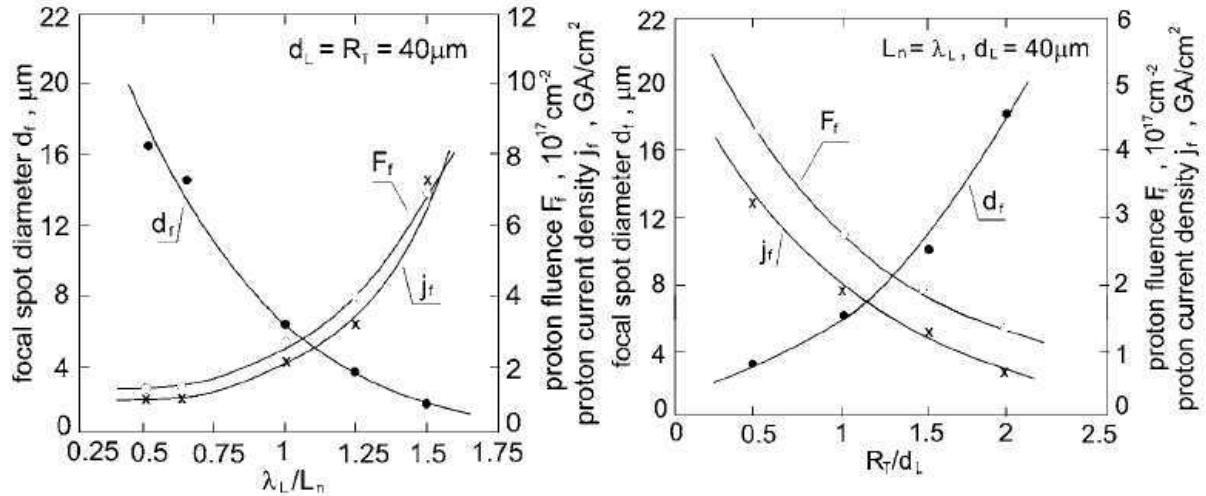 22
20
16
12
8
4
2
0
focal spot diameter d_f , μm
d_L = R_T = 40μm
F_f
d_f
j_f
12
10
8
6
4
2
1
0
proton fluence F_f , 10^17 cm^-2
proton current density j_f , GA/cm^2
0.25 0.5 0.75 1 1.25 1.5 1.75
λ_L/L_n
22
20
16
12
8
4
2
0
focal spot diameter d_f , μm
L_n = λ_L , d_L = 40μm
F_f
d_f
j_f
6
5
4
3
2
1
0
proton fluence F_f , 10^17 cm^-2
proton current density j_f , GA/cm^2
0 0.5 1 1.5 2 2.5
R_T/d_L